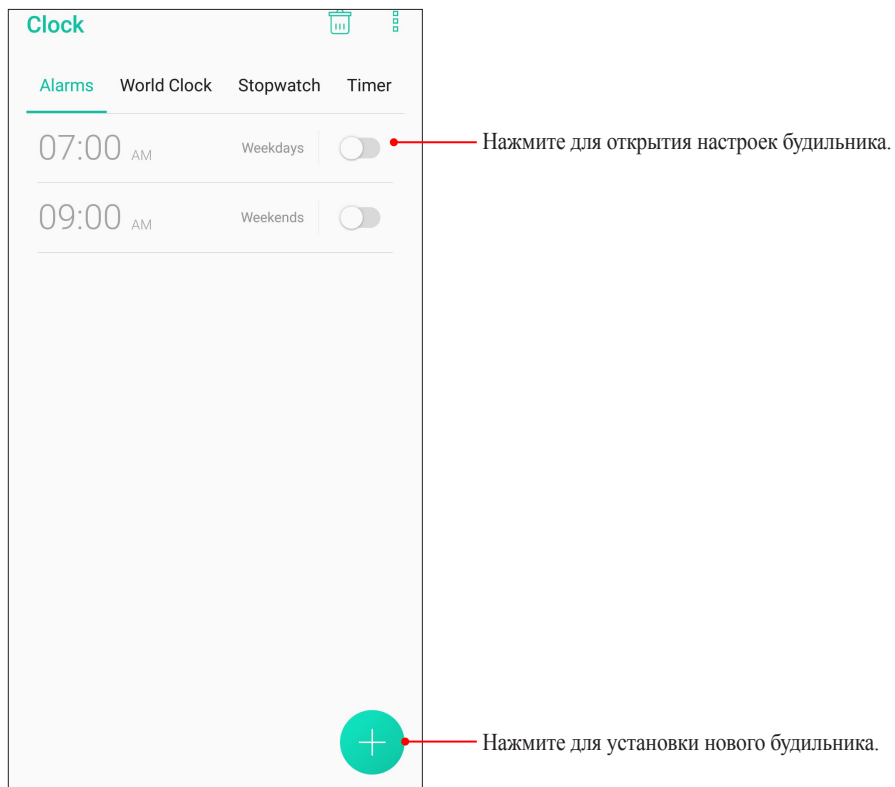 Clock
Alarms World Clock Stopwatch Timer
07:00 AM Weekdays
Нажмите для открытия настроек будильника.
09:00 AM Weekends
Нажмите для установки нового будильника.